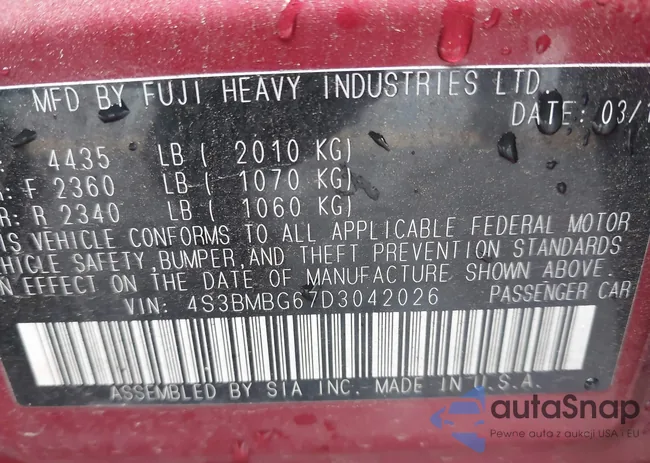 MFD BY FUJI HEAVY INDUSTRIES LTD
DATE: 03/1
: 4435 LB ( 2010 KG)
R: F 2360 LB ( 1070 KG)
R: R 2340 LB ( 1060 KG)
IS VEHICLE CONFORMS TO ALL APPLICABLE FEDERAL MOTOR
EHICLE SAFETY, BUMPER, AND THEFT PREVENTION STANDARDS
N EFFECT ON THE DATE OF MANUFACTURE SHOWN ABOVE.
VIN: 4S3BMBG67D3042026 PASSENGER CAR
ASSEMBLED BY SIA INC. MADE IN U.S.A.
autaSnap
Pewne auta z aukcji USA i EU